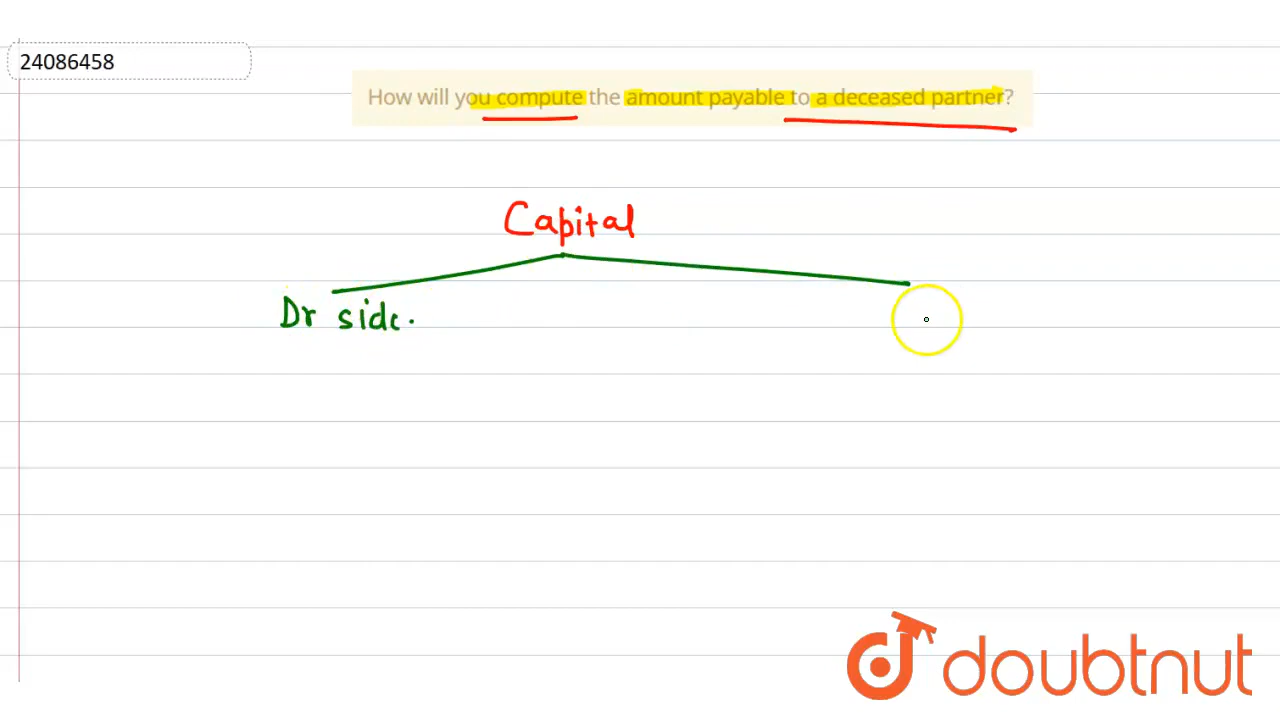 24086458
How will you compute the amount payable to a deceased partner?
Capital
Dr side.
doubtnut